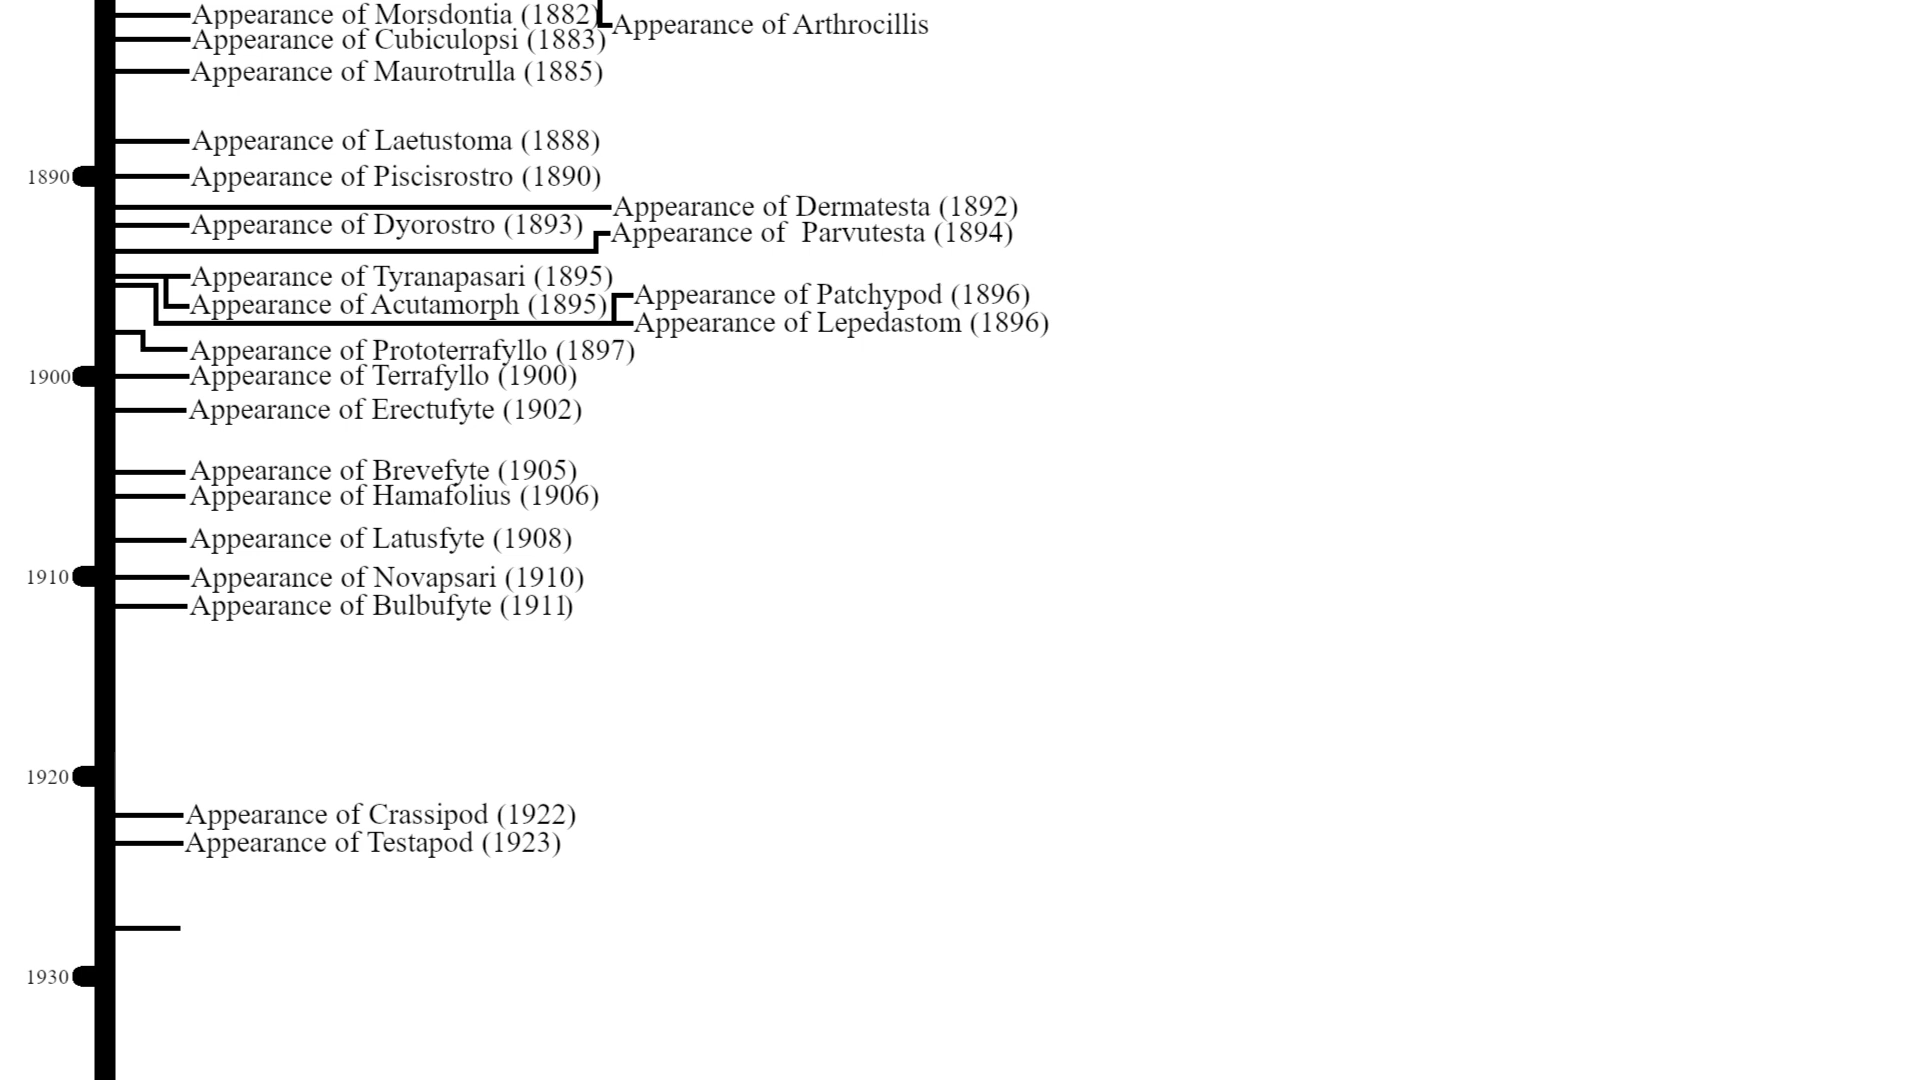 Appearance of Morsdontia (1882)
Appearance of Arthrocillis
Appearance of Cubiculopsi (1883)
Appearance of Maurotrulla (1885)
Appearance of Laetustoma (1888)
1890
Appearance of Piscisrostro (1890)
Appearance of Dermatesta (1892)
Appearance of Dyorostro (1893)
Appearance of  Parvutesta (1894)
Appearance of Tyranapasari (1895)
Appearance of Patchypod (1896)
Appearance of Acutamorph (1895)
Appearance of Lepedastom (1896)
Appearance of Prototerrafyllo (1897)
1900
Appearance of Terrafyllo (1900)
Appearance of Erectufyte (1902)
Appearance of Brevefyte (1905)
Appearance of Hamafolius (1906)
Appearance of Latusfyte (1908)
1910
Appearance of Novapsari (1910)
Appearance of Bulbufyte (1911)
1920
Appearance of Crassipod (1922)
Appearance of Testapod (1923)
1930